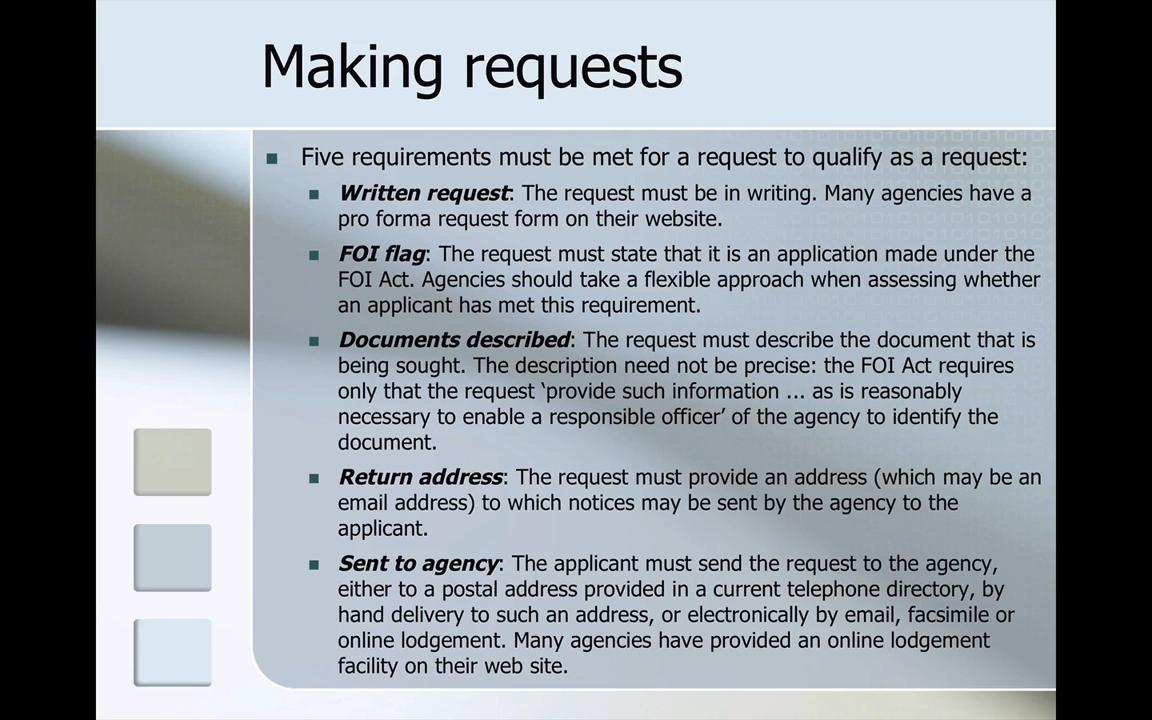 Making requests
Five requirements must be met for a request to qualify as a request:
Written request: The request must be in writing. Many agencies have a
pro forma request form on their website.
FOI flag: The request must state that it is an application made under the
FOI Act. Agencies should take a flexible approach when assessing whether
an applicant has met this requirement.
Documents described: The request must describe the document that is
being sought. The description need not be precise: the FOI Act requires
only that the request ‘provide such information ... as is reasonably
necessary to enable a responsible officer’ of the agency to identify the
document.
Return address: The request must provide an address (which may be an
email address) to which notices may be sent by the agency to the
applicant.
Sent to agency: The applicant must send the request to the agency,
either to a postal address provided in a current telephone directory, by
hand delivery to such an address, or electronically by email, facsimile or
online lodgement. Many agencies have provided an online lodgement
facility on their web site.